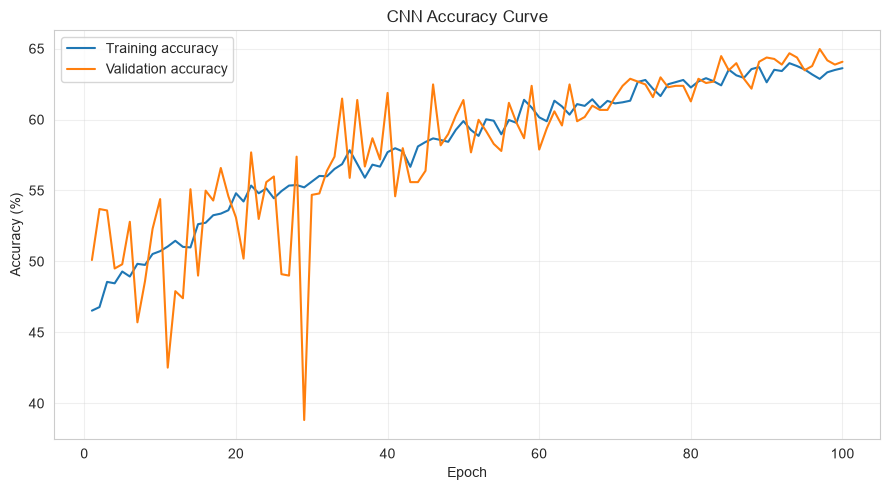 CNN Accuracy Curve
Training accuracy
Validation accuracy
Accuracy (%)
65
60
55
50
45
40
0 20 40 60 80 100
Epoch